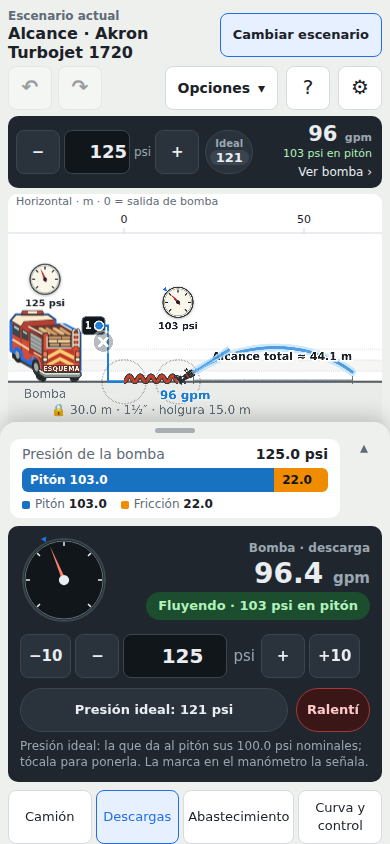 Escenario actual
Alcance · Akron
Turbojet 1720
Cambiar escenario
↶
↷
Opciones ▾
?
⚙
−
125 psi
+
Ideal
121
96 gpm
103 psi en pitón
Ver bomba ›
Horizontal · m · 0 = salida de bomba
0
50
125 psi
103 psi
1
ESQUEMA
Alcance total ≈ 44.1 m
Bomba
96 gpm
🔒 30.0 m · 1½″ · holgura 15.0 m
Presión de la bomba
125.0 psi
▲
Pitón 103.0
22.0
Pitón 103.0
Fricción 22.0
Bomba · descarga
96.4 gpm
Fluyendo · 103 psi en pitón
−10
−
125 psi
+
+10
Presión ideal: 121 psi
Ralentí
Presión ideal: la que da al pitón sus 100.0 psi nominales;
tócala para ponerla. La marca en el manómetro la señala.
Camión
Descargas
Abastecimiento
Curva y
control